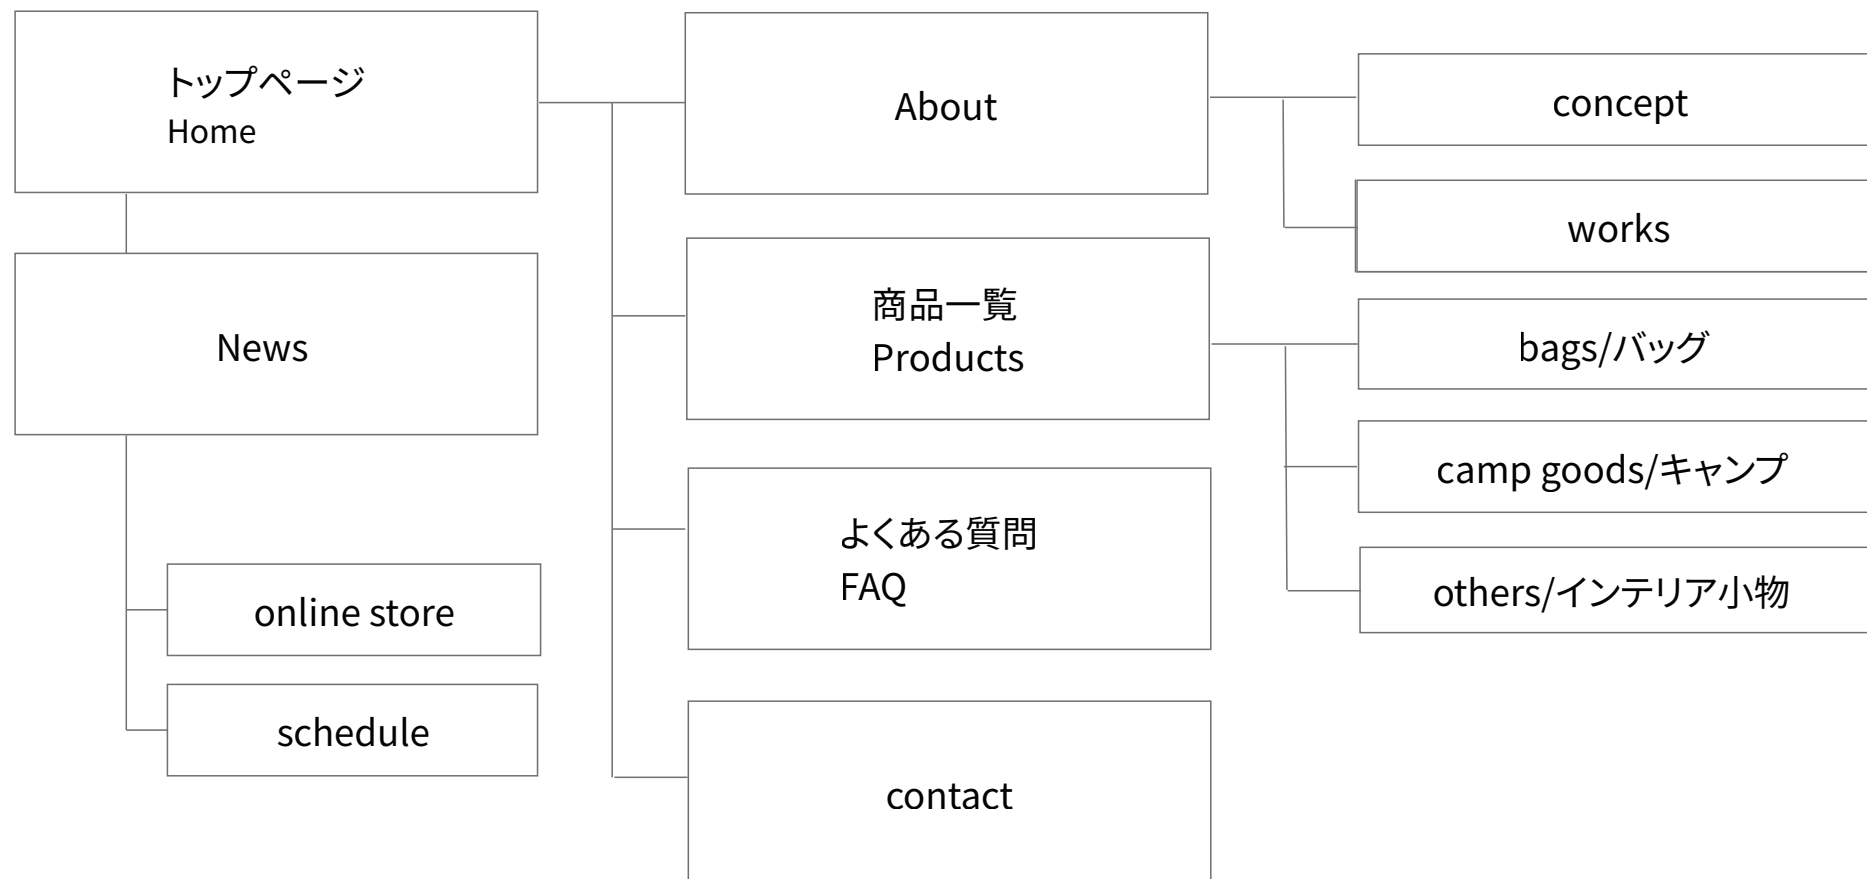 トップページ
Home
News
online store
schedule
About
商品一覧
Products
よくある質問
FAQ
contact
concept
works
bags/バッグ
camp goods/キャンプ
others/インテリア小物